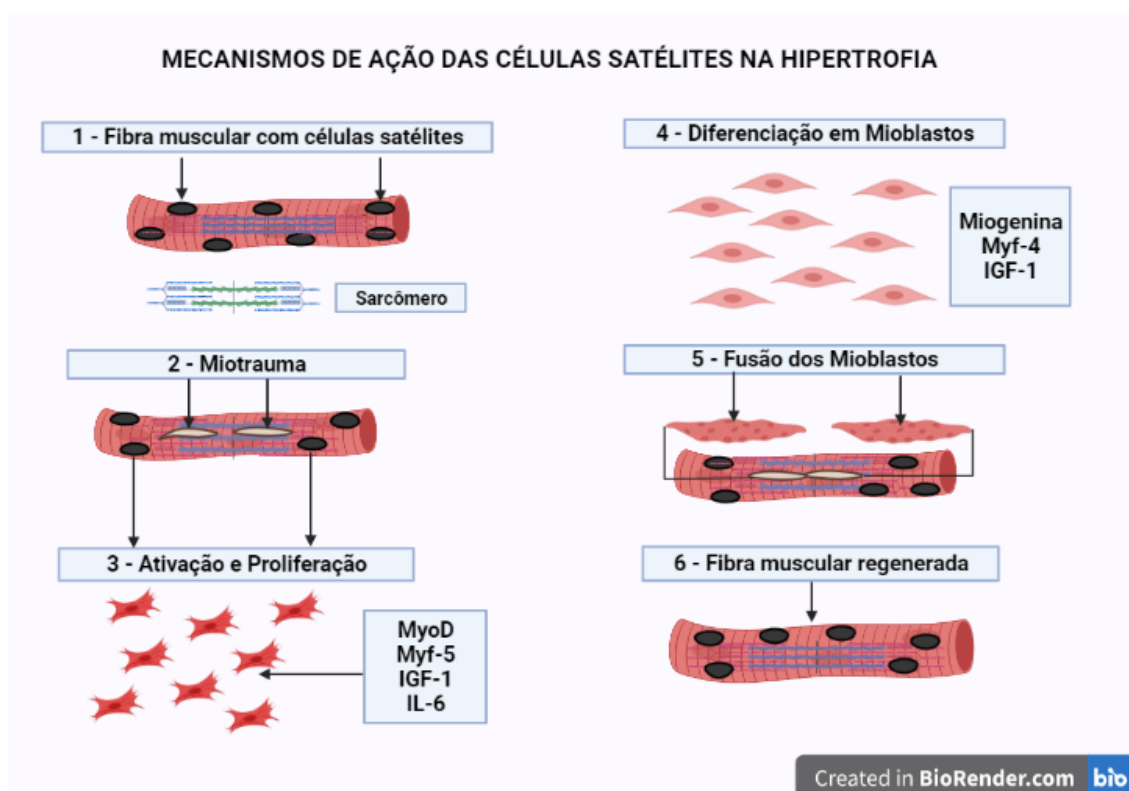 MECANISMOS DE AÇÃO DAS CÉLULAS SATÉLITES NA HIPERTROFIA
1 - Fibra muscular com células satélites
Sarcômero
2 - Miotrauma
3 - Ativação e Proliferação
MyoD
Myf-5
IGF-1
IL-6
4 - Diferenciação em Mioblastos
Miogenina
Myf-4
IGF-1
5 - Fusão dos Mioblastos
6 - Fibra muscular regenerada
Created in BioRender.com bio